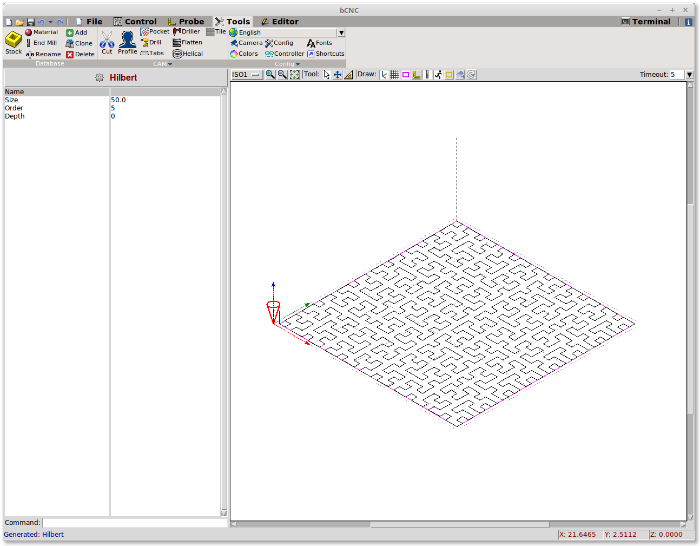 bCNC
File Control Probe Tools Editor Terminal
Stock Material Add Cut Profile Pocket Driller Tile English
End Mill Clone Drill Flatten Camera Config Fonts
Rename Delete Tabs Helical Colors Controller Shortcuts
Database CAM Config
Hilbert
ISO1 Tool: Draw: Timeout: 5
Name
Size 50.0
Order 5
Depth 0
Command:
Generated: Hilbert X: 21.6465 Y: 2.5112 Z: 0.0000